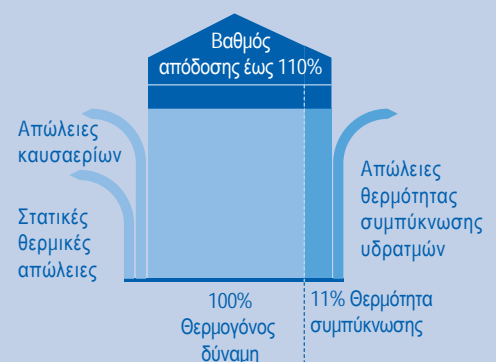 Βαθμός
απόδοσης έως 110%
Απώλειες
καυσαερίων
Στατικές
θερμικές
απώλειες
Απώλειες
θερμότητας
συμπύκνωσης
υδρατμών
100%
Θερμογόνος
δύναμη
11% Θερμότητα
συμπύκνωσης